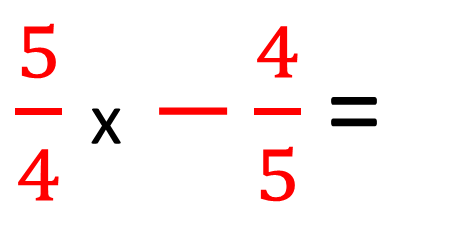 5/4 x − 4/5 =